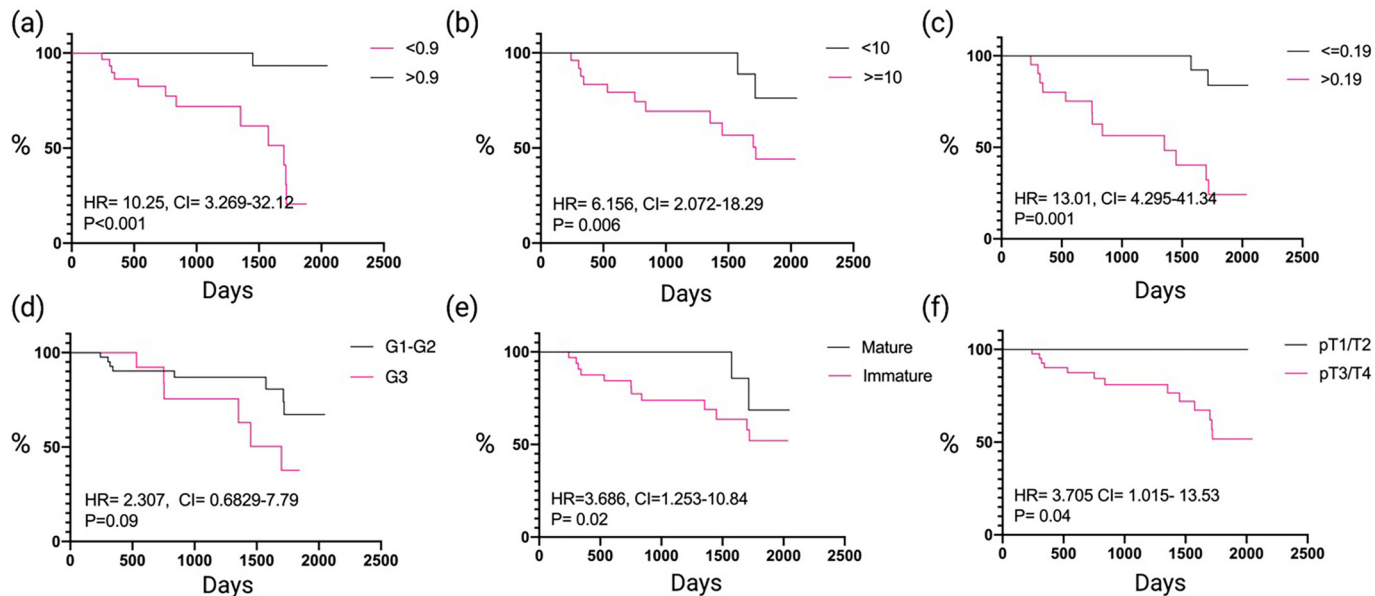 (a)
<0.9
>0.9
100
%
50
HR= 10.25, CI= 3.269-32.12
P<0.001
0
0 500 1000 1500 2000 2500
Days
(b)
<10
>=10
100
%
50
HR= 6.156, CI= 2.072-18.29
P= 0.006
0
0 500 1000 1500 2000 2500
Days
(c)
<=0.19
>0.19
100
%
50
HR= 13.01, CI= 4.295-41.34
P=0.001
0
0 500 1000 1500 2000 2500
Days
(d)
G1-G2
G3
100
%
50
HR= 2.307, CI= 0.6829-7.79
P=0.09
0
0 500 1000 1500 2000 2500
Days
(e)
Mature
Immature
100
%
50
HR=3.686, CI=1.253-10.84
P= 0.02
0
0 500 1000 1500 2000 2500
Days
(f)
pT1/T2
pT3/T4
100
%
50
HR= 3.705 CI= 1.015- 13.53
P= 0.04
0
0 500 1000 1500 2000 2500
Days